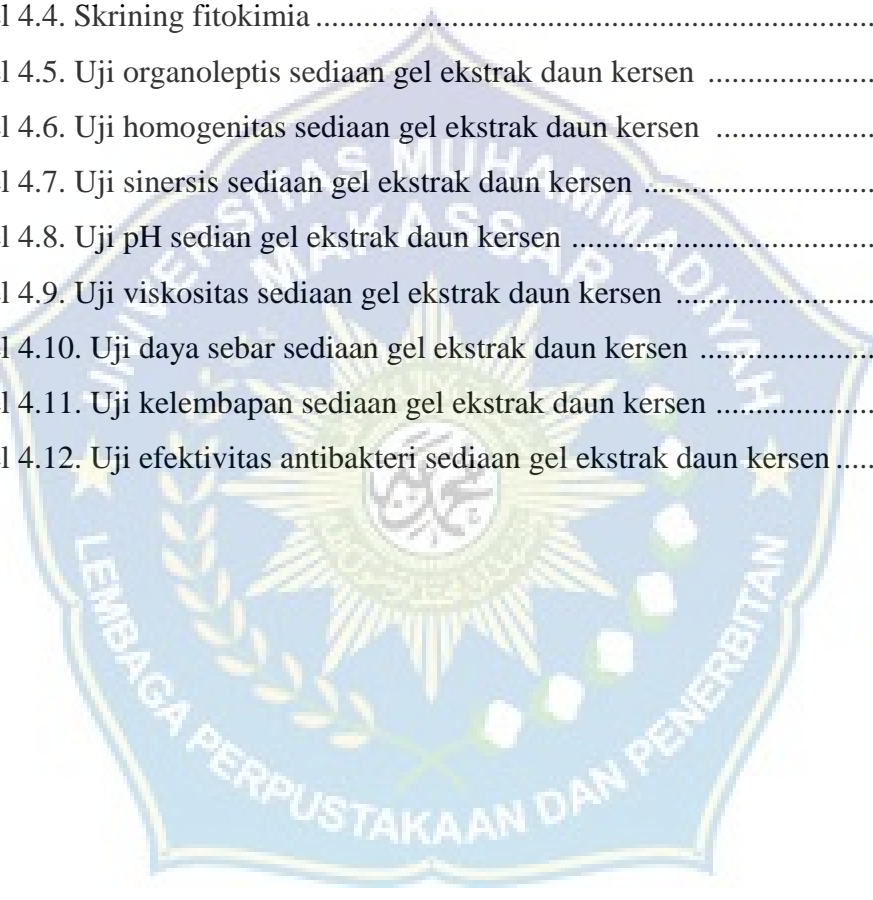 l 4.4. Skrining fitokimia ......................................................................
l 4.5. Uji organoleptis sediaan gel ekstrak daun kersen .....................
l 4.6. Uji homogenitas sediaan gel ekstrak daun kersen ....................
l 4.7. Uji sinersis sediaan gel ekstrak daun kersen .............................
l 4.8. Uji pH sedian gel ekstrak daun kersen ......................................
l 4.9. Uji viskositas sediaan gel ekstrak daun kersen .........................
l 4.10. Uji daya sebar sediaan gel ekstrak daun kersen ......................
l 4.11. Uji kelembapan sediaan gel ekstrak daun kersen ....................
l 4.12. Uji efektivitas antibakteri sediaan gel ekstrak daun kersen .....
UNIVERSITAS MUHAMMADIYAH
MAKASSAR
LEMBAGA PERPUSTAKAAN DAN PENERBITAN